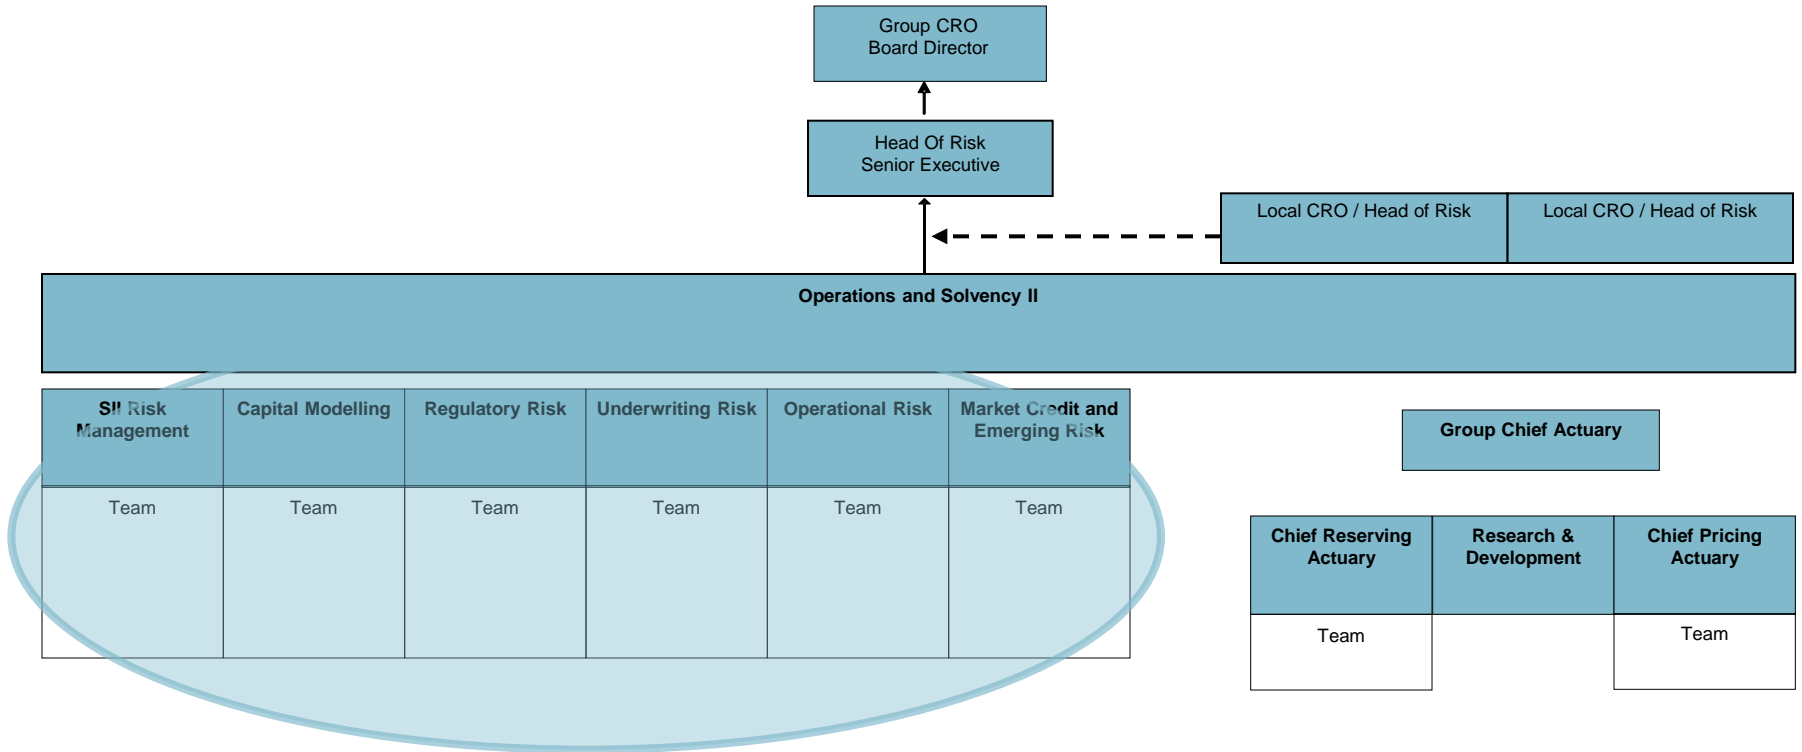 Group CRO
Board Director
Head Of Risk
Senior Executive
Local CRO / Head of Risk
Local CRO / Head of Risk
Operations and Solvency II
SII Risk
Management
Capital Modelling
Regulatory Risk
Underwriting Risk
Operational Risk
Market Credit and
Emerging Risk
Team
Team
Team
Team
Team
Team
Group Chief Actuary
Chief Reserving
Actuary
Research &
Development
Chief Pricing
Actuary
Team
Team